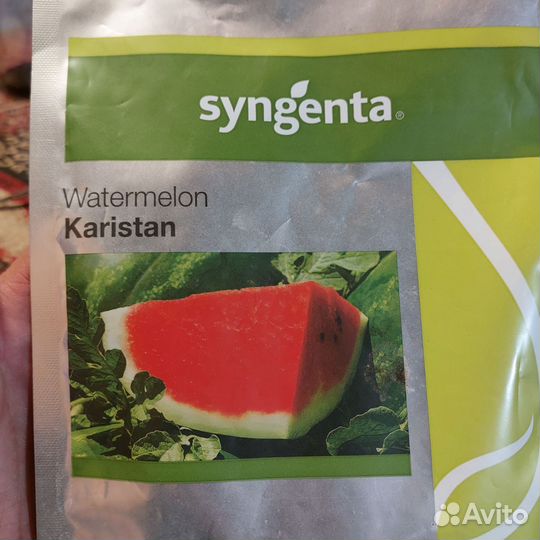 syngenta®
Watermelon
Karistan
Avito